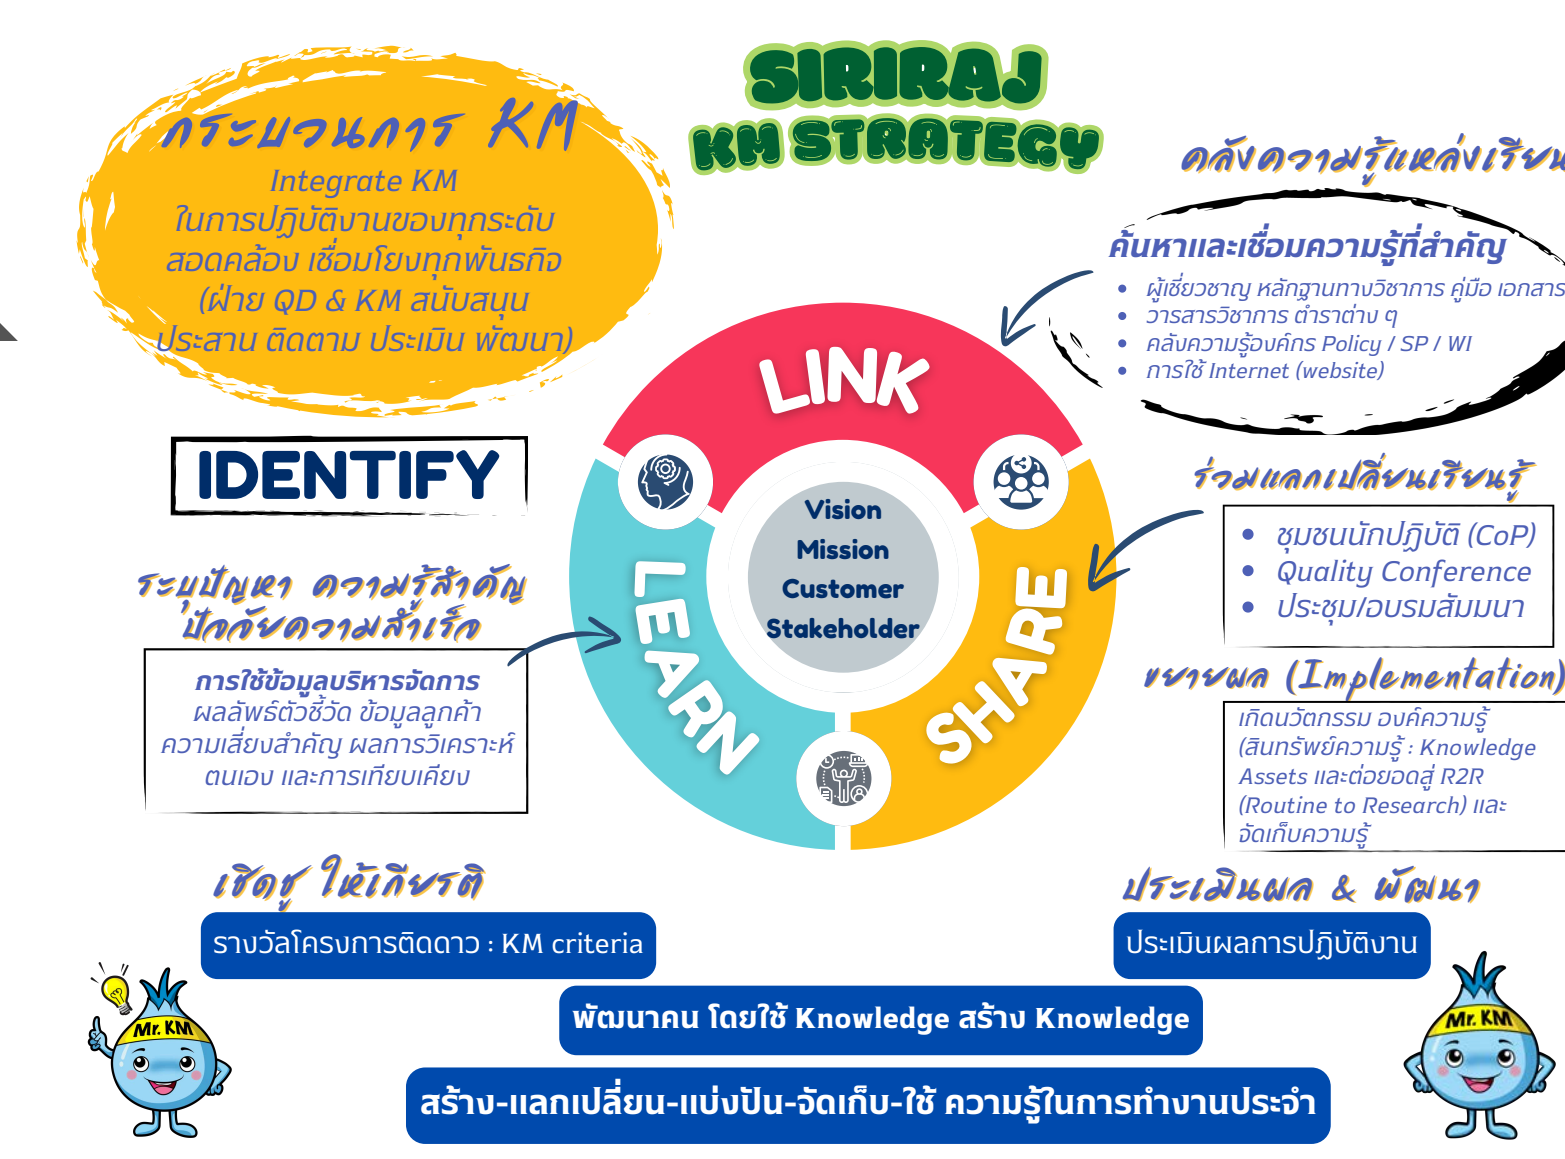 SIRIRAJ
KM STRATEGY
กระบวนการ KM
Integrate KM
ในการปฏิบัติงานของทุกระดับ
สอดคล้อง เชื่อมโยงทุกพันธกิจ
(ฝ่าย QD & KM สนับสนุน
ประสาน ติดตาม ประเมิน พัฒนา)
IDENTIFY
ระบุปัญหา ความรู้สำคัญ
ปัจจัยความสำเร็จ
การใช้ข้อมูลบริหารจัดการ
ผลลัพธ์ตัวชี้วัด ข้อมูลลูกค้า
ความเสี่ยงสำคัญ ผลการวิเคราะห์
ตนเอง และการเทียบเคียง
เชิดชู ให้เกียรติ
รางวัลโครงการติดดาว : KM criteria
LINK
LEARN
SHARE
Vision
Mission
Customer
Stakeholder
คลังความรู้แหล่งเรียน
ค้นหาและเชื่อมความรู้ที่สำคัญ
• ผู้เชี่ยวชาญ หลักฐานทางวิชาการ คู่มือ เอกสาร
• วารสารวิชาการ ตำราต่าง ๆ
• คลังความรู้องค์กร Policy / SP / WI
• การใช้ Internet (website)
ร่วมแลกเปลี่ยนเรียนรู้
• ชุมชนนักปฏิบัติ (CoP)
• Quality Conference
• ประชุม/อบรมสัมมนา
ขยายผล (Implementation)
เกิดนวัตกรรม องค์ความรู้
(สินทรัพย์ความรู้ : Knowledge
Assets และต่อยอดสู่ R2R
(Routine to Research) และ
จัดเก็บความรู้
ประเมินผล & พัฒนา
ประเมินผลการปฏิบัติงาน
พัฒนาคน โดยใช้ Knowledge สร้าง Knowledge
สร้าง-แลกเปลี่ยน-แบ่งปัน-จัดเก็บ-ใช้ ความรู้ในการทำงานประจำ
Mr. KM
Mr. KM